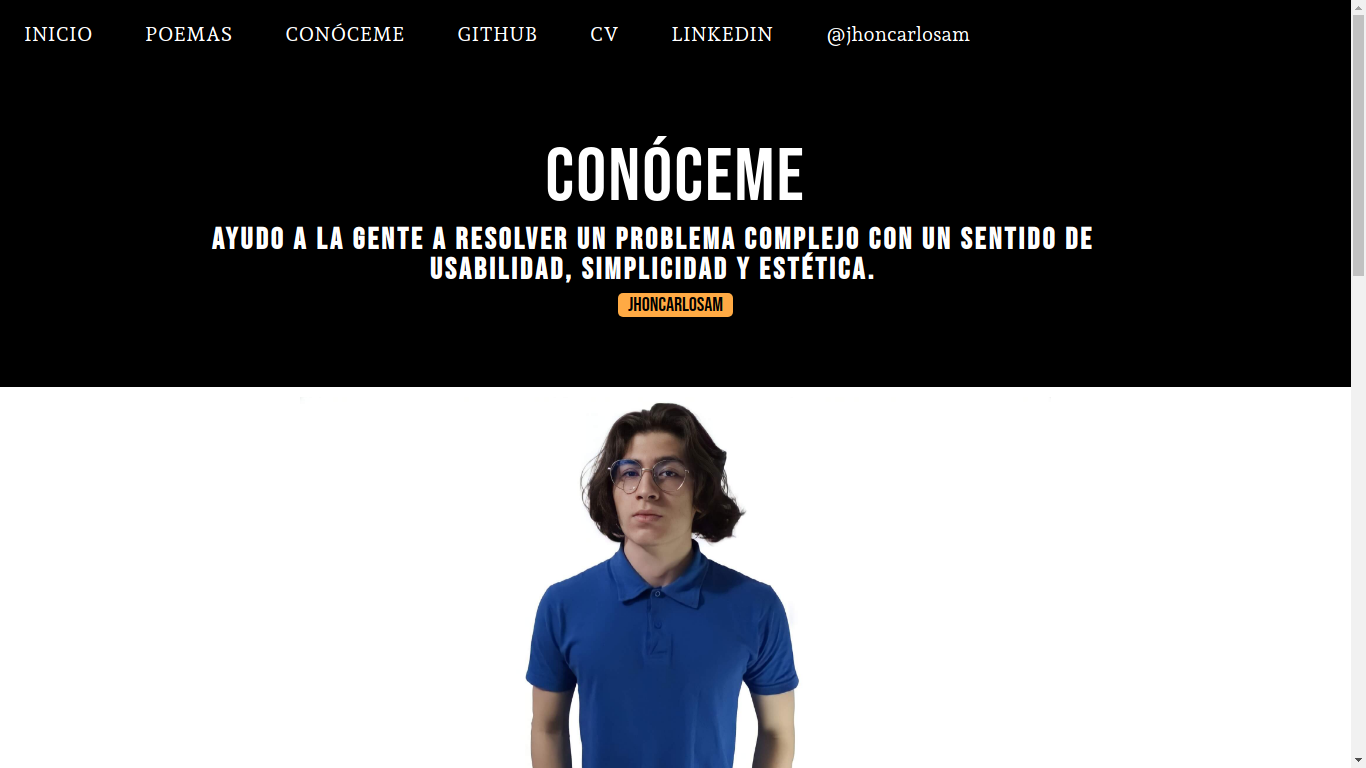 INICIO POEMAS CONÓCEME GITHUB CV LINKEDIN @jhoncarlosam
CONÓCEME
AYUDO A LA GENTE A RESOLVER UN PROBLEMA COMPLEJO CON UN SENTIDO DE
USABILIDAD, SIMPLICIDAD Y ESTÉTICA.
JHONCARLOSAM